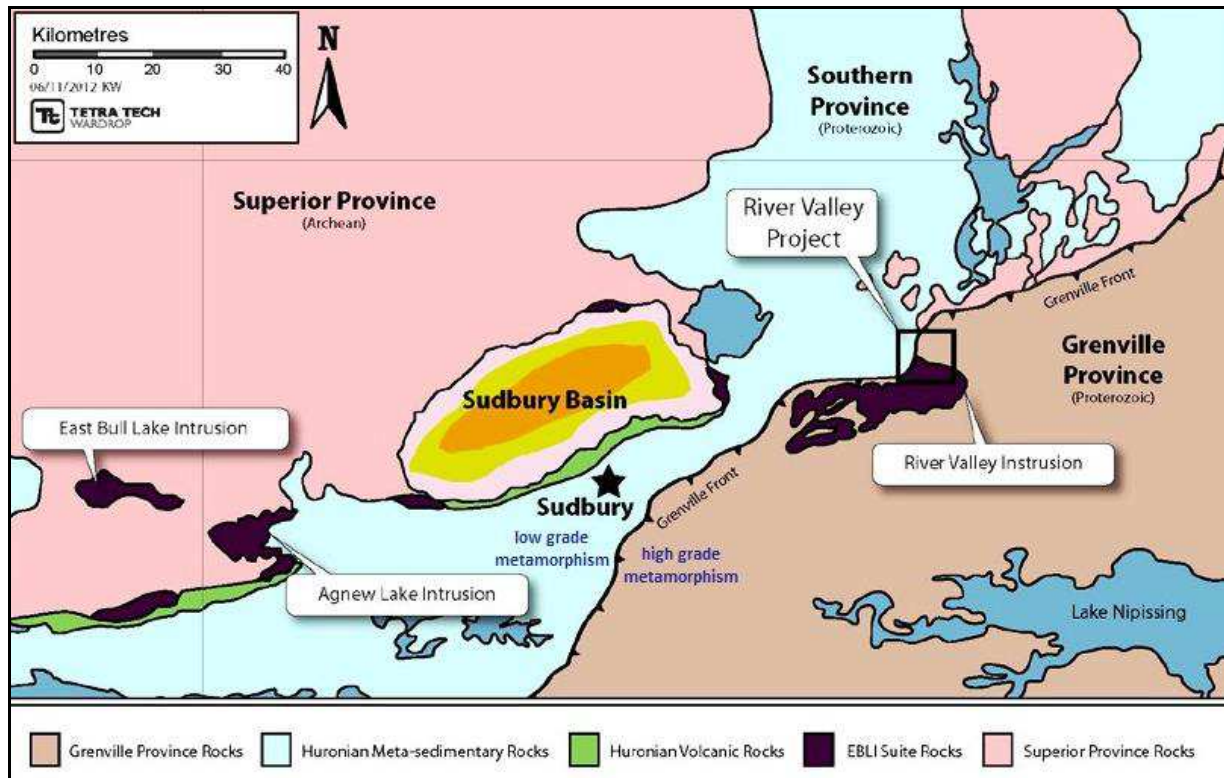 Kilometres
0 10 20 30 40
06/11/2012 KW
Tt TETRA TECH
WARDROP
N
Southern
Province
(Proterozoic)
Superior Province
(Archean)
River Valley
Project
Grenville Front
Grenville
Province
(Proterozoic)
Sudbury Basin
East Bull Lake Intrusion
River Valley Instrusion
Sudbury
Grenville Front
low grade
metamorphism
high grade
metamorphism
Agnew Lake Intrusion
Lake Nipissing
Grenville Province Rocks
Huronian Meta-sedimentary Rocks
Huronian Volcanic Rocks
EBLI Suite Rocks
Superior Province Rocks